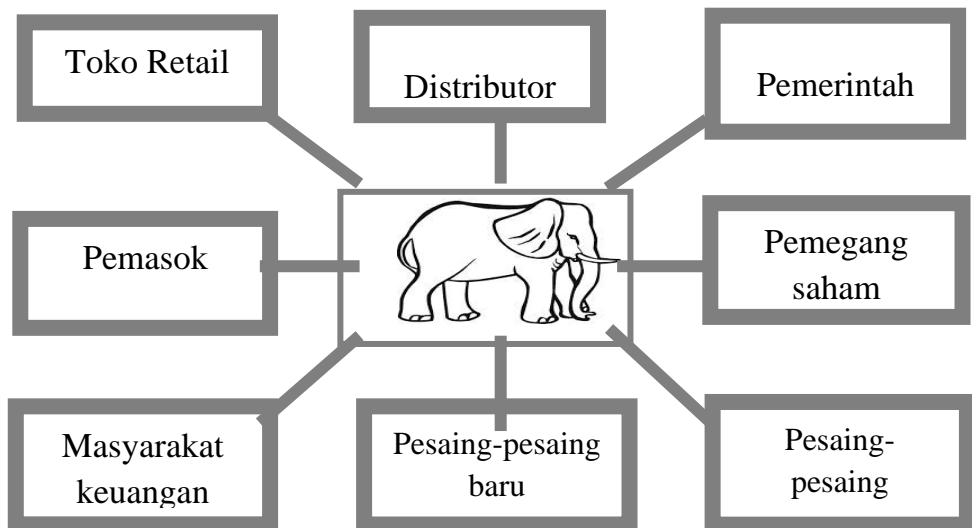 Toko Retail
Distributor
Pemerintah
Pemasok
Pemegang
saham
Masyarakat
keuangan
Pesaing-pesaing
baru
Pesaing-
pesaing